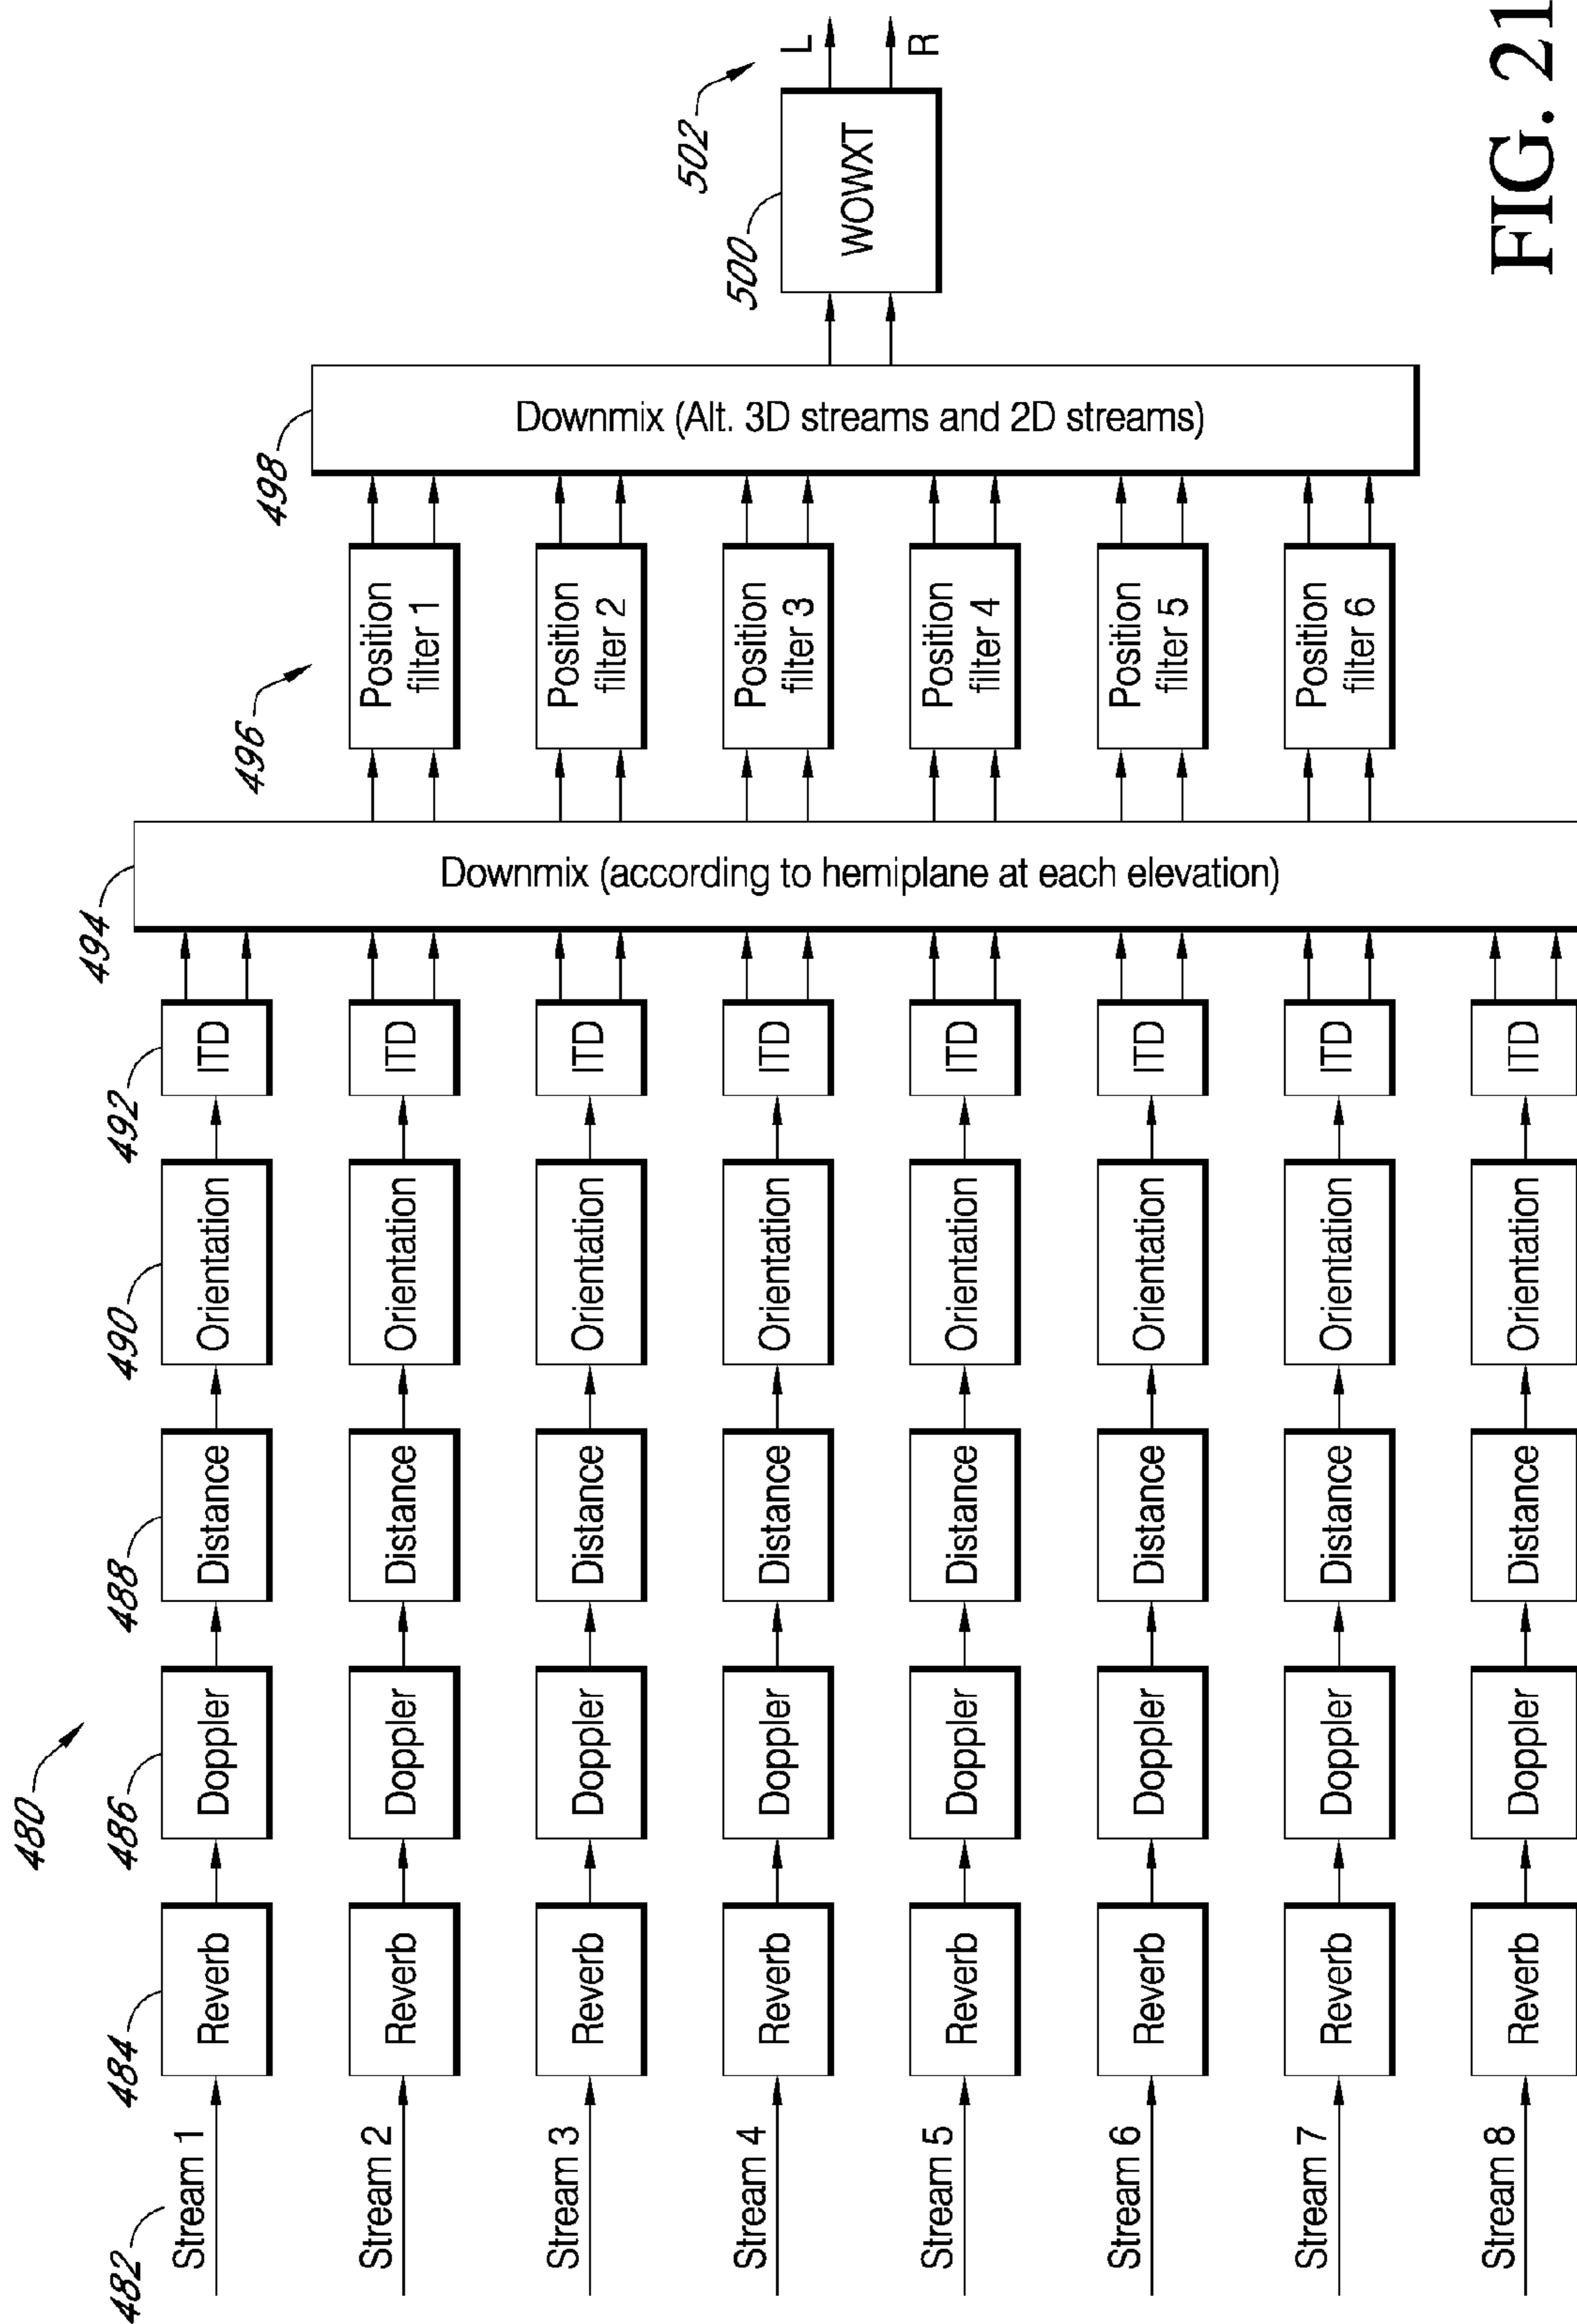 480
482
484
486
488
490
492
494
496
498
500
502
Stream 1
Reverb
Doppler
Distance
Orientation
ITD
Stream 2
Reverb
Doppler
Distance
Orientation
ITD
Stream 3
Reverb
Doppler
Distance
Orientation
ITD
Stream 4
Reverb
Doppler
Distance
Orientation
ITD
Stream 5
Reverb
Doppler
Distance
Orientation
ITD
Stream 6
Reverb
Doppler
Distance
Orientation
ITD
Stream 7
Reverb
Doppler
Distance
Orientation
ITD
Stream 8
Reverb
Doppler
Distance
Orientation
ITD
Downmix (according to hemiplane at each elevation)
Position
filter 1
Position
filter 2
Position
filter 3
Position
filter 4
Position
filter 5
Position
filter 6
Downmix (Alt. 3D streams and 2D streams)
WOWXT
L
R
FIG. 21